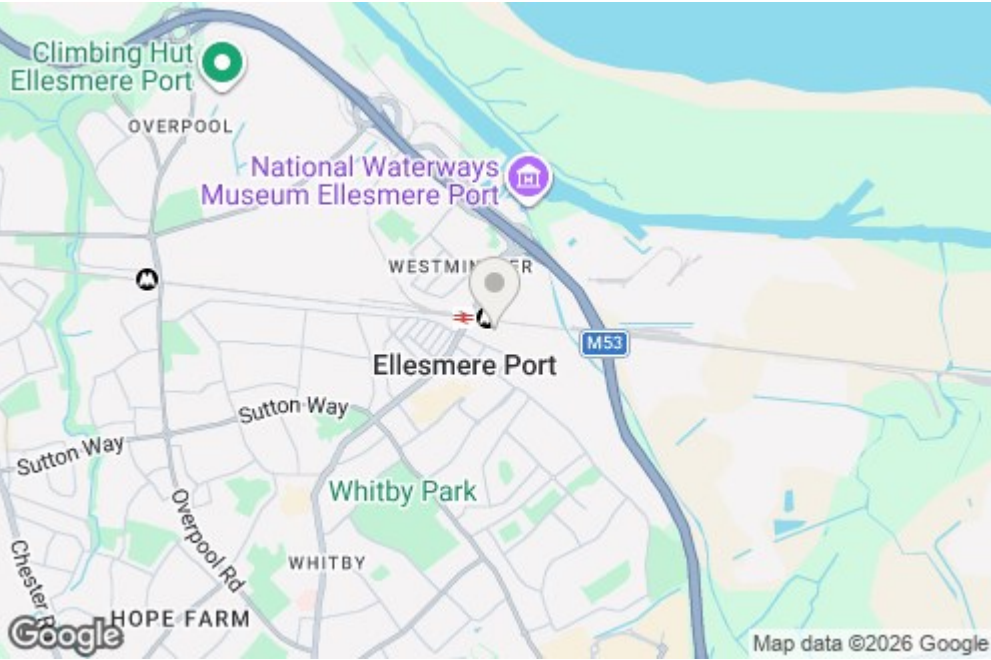 Climbing Hut
Ellesmere Port
OVERPOOL
National Waterways
Museum Ellesmere Port
WESTMIN ER
Ellesmere Port
M53
Sutton Way
Sutton Way
Whitby Park
Overpool Rd
WHITBY
Chester R
HOPE FARM
Google
Map data ©2026 Google